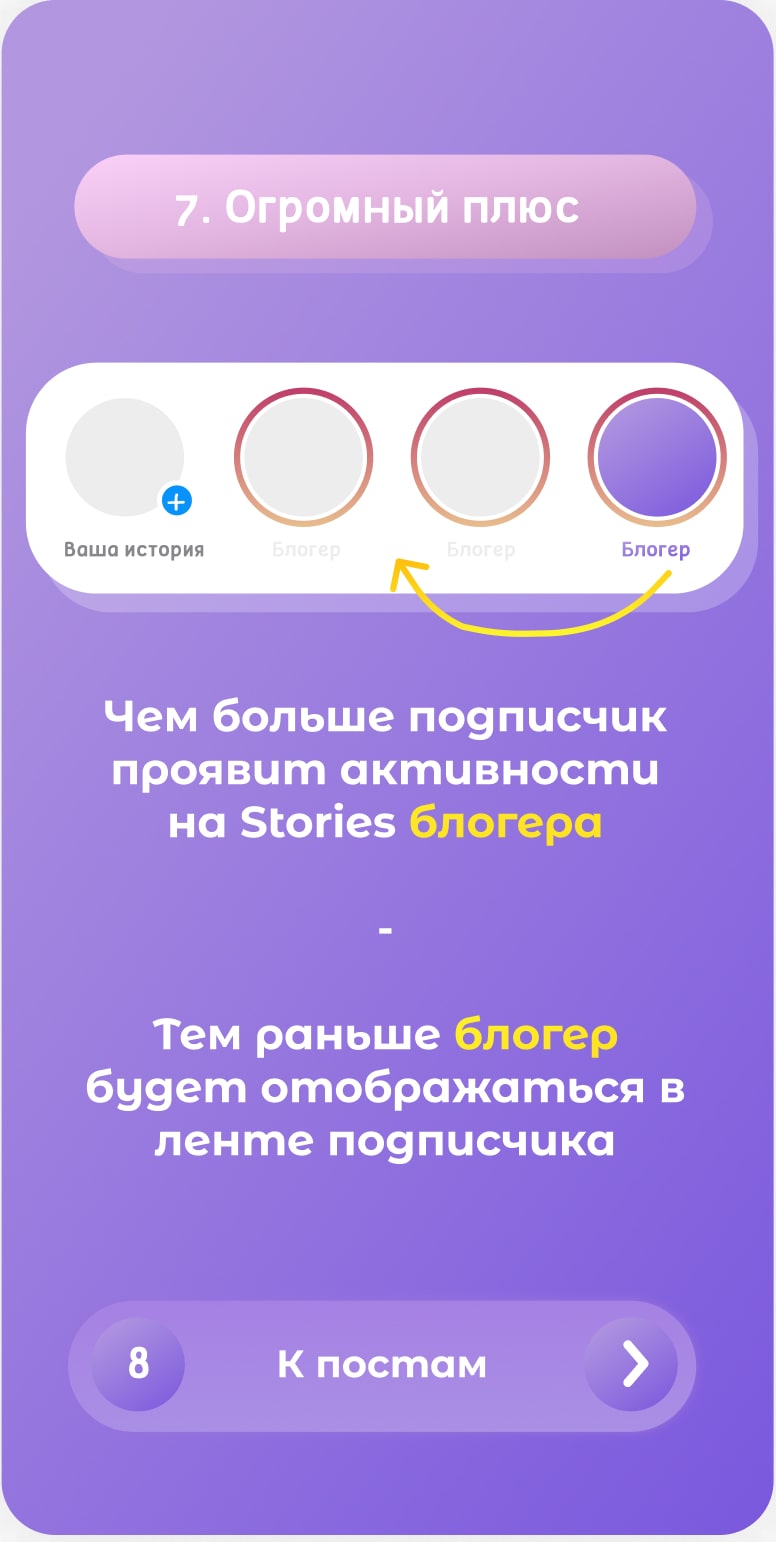 7. Огромный плюс
Ваша история
Блогер
Блогер
Блогер
Чем больше подписчик
проявит активности
на Stories блогера
-
Тем раньше блогер
будет отображаться в
ленте подписчика
8
К постам